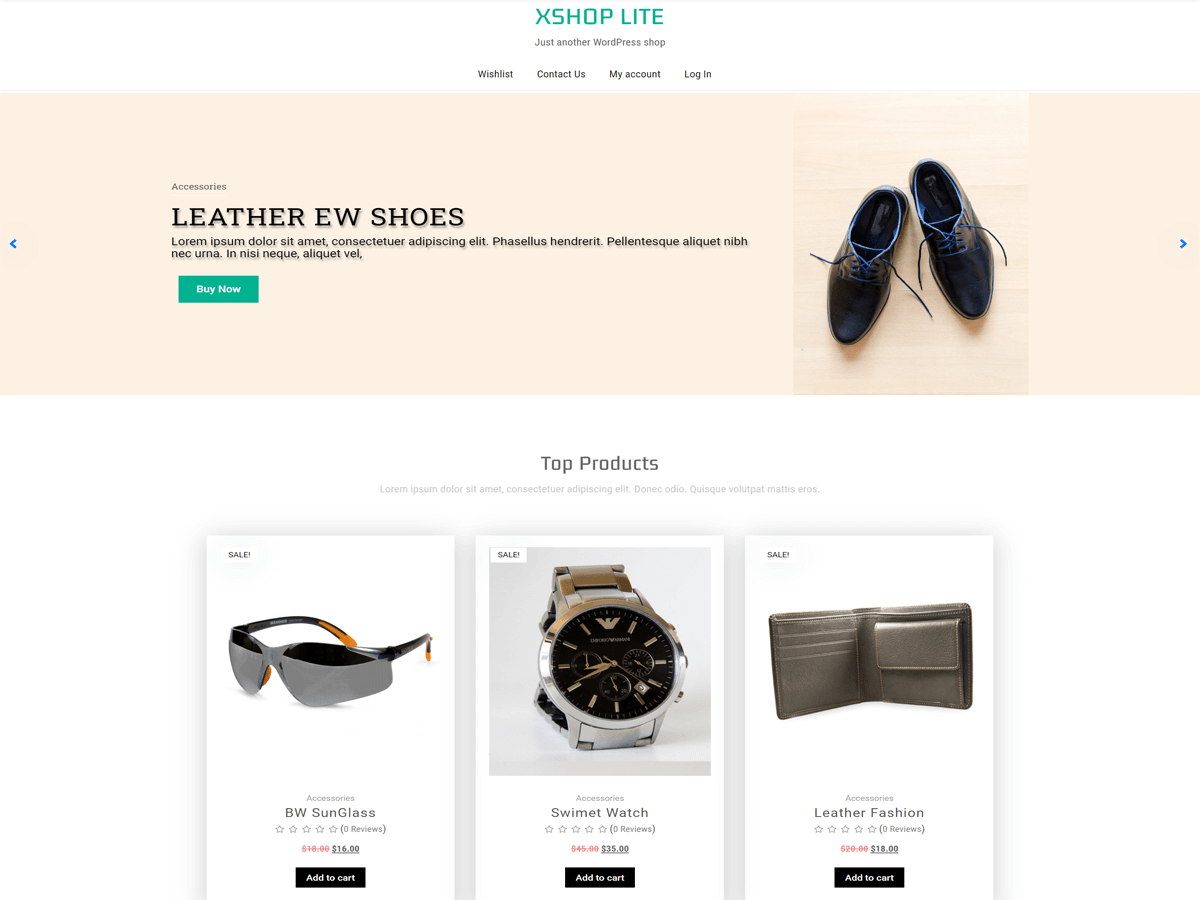 XSHOP LITE
Just another WordPress shop
Wishlist Contact Us My account Log In
Accessories
LEATHER EW SHOES
Lorem ipsum dolor sit amet, consectetuer adipiscing elit. Phasellus hendrerit. Pellentesque aliquet nibh
nec urna. In nisi neque, aliquet vel,
Buy Now
Top Products
Lorem ipsum dolor sit amet, consectetuer adipiscing elit. Donec odio. Quisque volutpat mattis eros.
SALE!
Accessories
BW SunGlass
(0 Reviews)
$18.00 $16.00
Add to cart
SALE!
EMPORIO ARMANI
Accessories
Swimet Watch
(0 Reviews)
$45.00 $35.00
Add to cart
SALE!
Accessories
Leather Fashion
(0 Reviews)
$20.00 $18.00
Add to cart